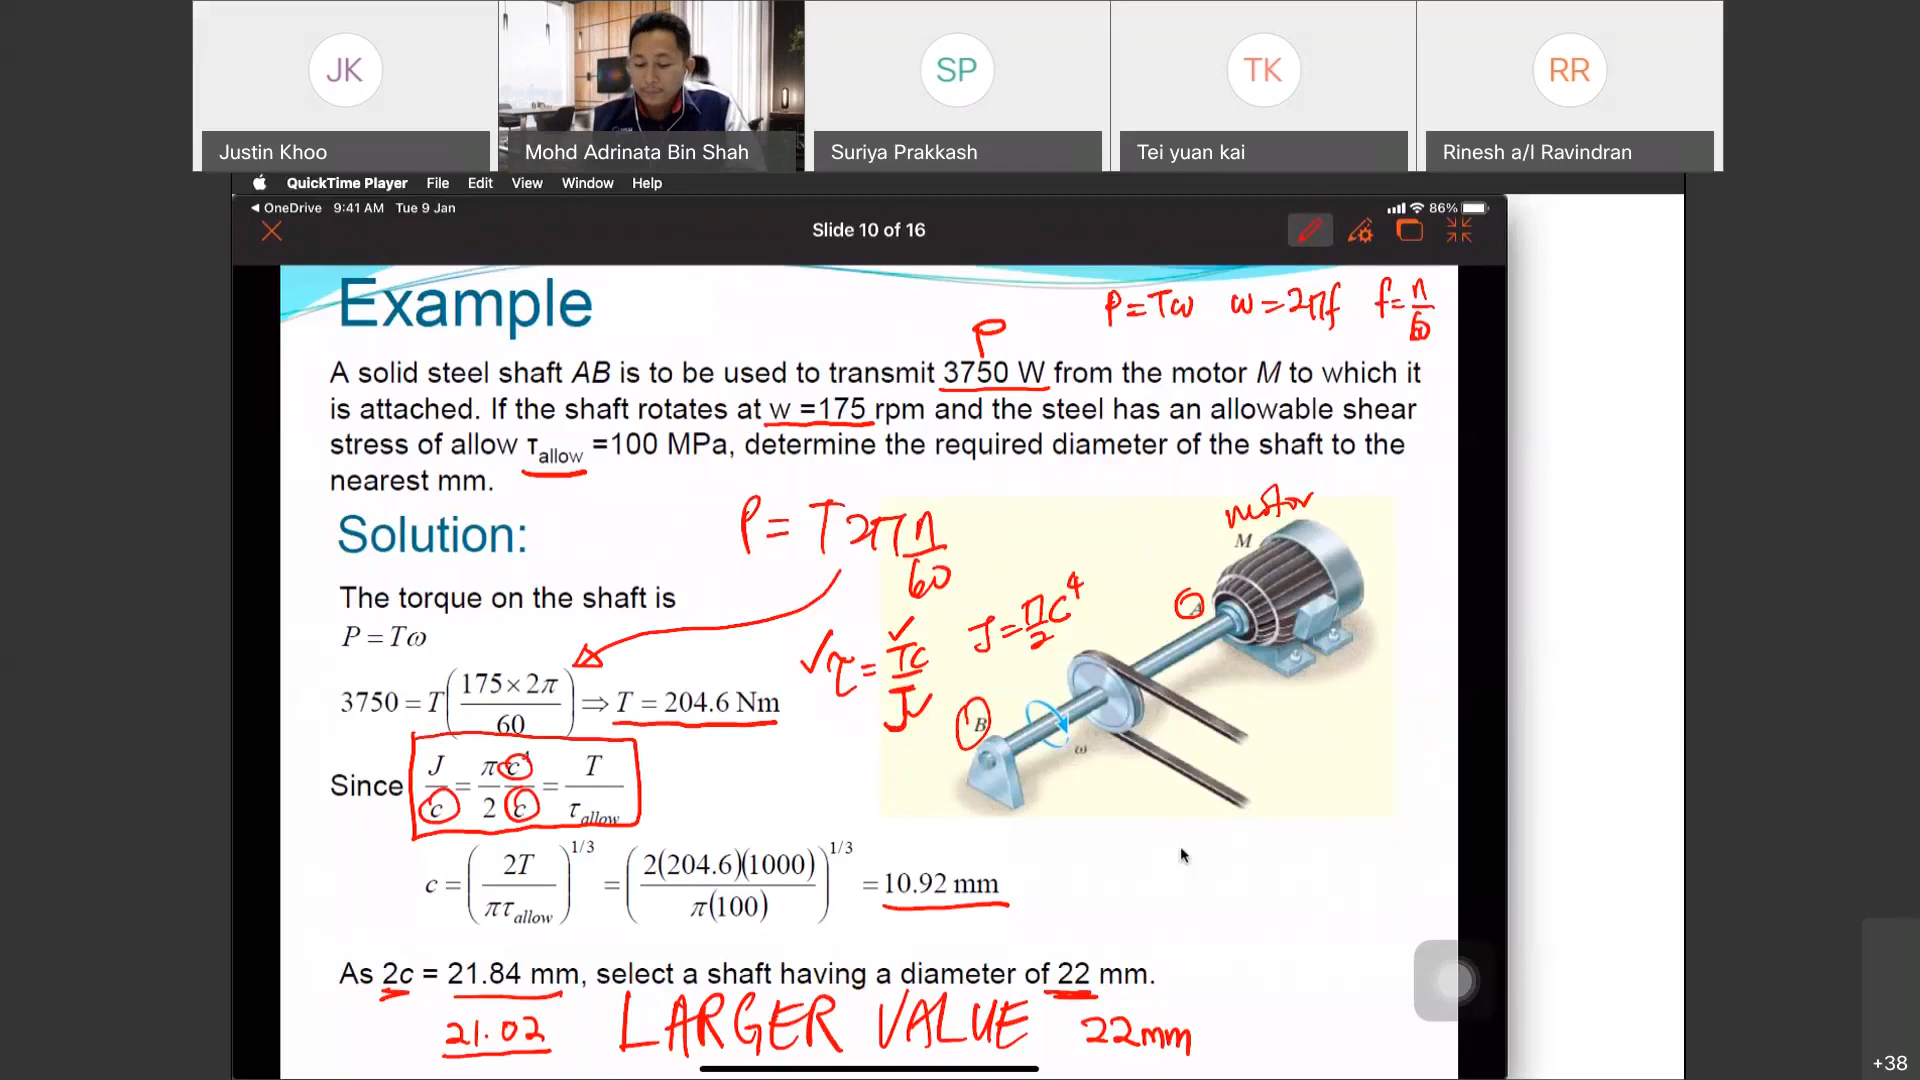 JK
SP
TK
RR
Justin Khoo
Mohd Adrinata Bin Shah
Suriya Prakkash
Tei yuan kai
Rinesh a/l Ravindran
QuickTime Player File Edit View Window Help
OneDrive 9:41 AM Tue 9 Jan
86%
Slide 10 of 16
Example
P=Tω ω=2πf f=n/60
P
A solid steel shaft AB is to be used to transmit 3750 W from the motor M to which it
is attached. If the shaft rotates at w =175 rpm and the steel has an allowable shear
stress of allow τallow =100 MPa, determine the required diameter of the shaft to the
nearest mm.
motor
M
P= T2π n/60
Solution:
The torque on the shaft is
P = Tω
J=π/2 c⁴
A
✓τ = Tc/J
3750 = T(175×2π/60) ⇒ T = 204.6 Nm
B
ω
Since J/c = π/2 c⁴/c = T/τallow
c = (2T/πτallow)^1/3 = (2(204.6)(1000)/π(100))^1/3 = 10.92 mm
As 2c = 21.84 mm, select a shaft having a diameter of 22 mm.
21.02 LARGER VALUE 22mm
+38